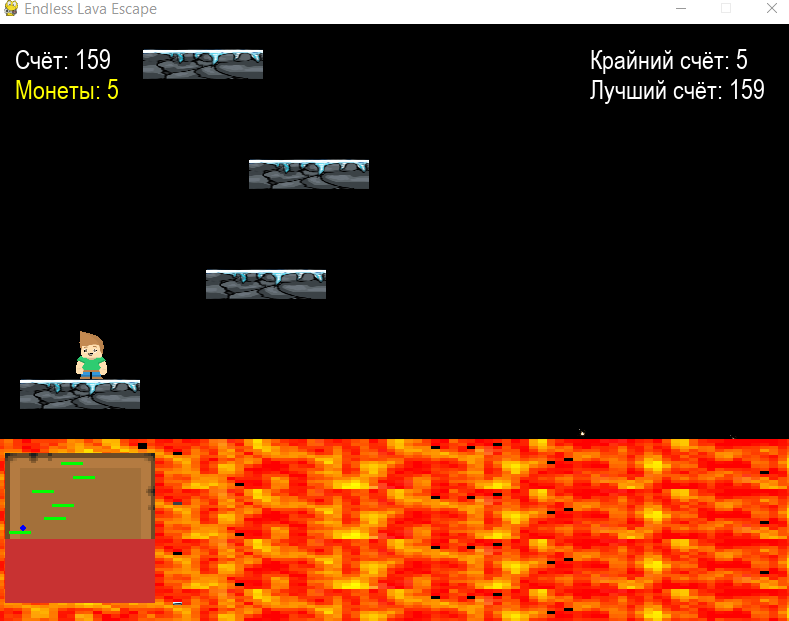 Endless Lava Escape
Счёт: 159
Монеты: 5
Крайний счёт: 5
Лучший счёт: 159